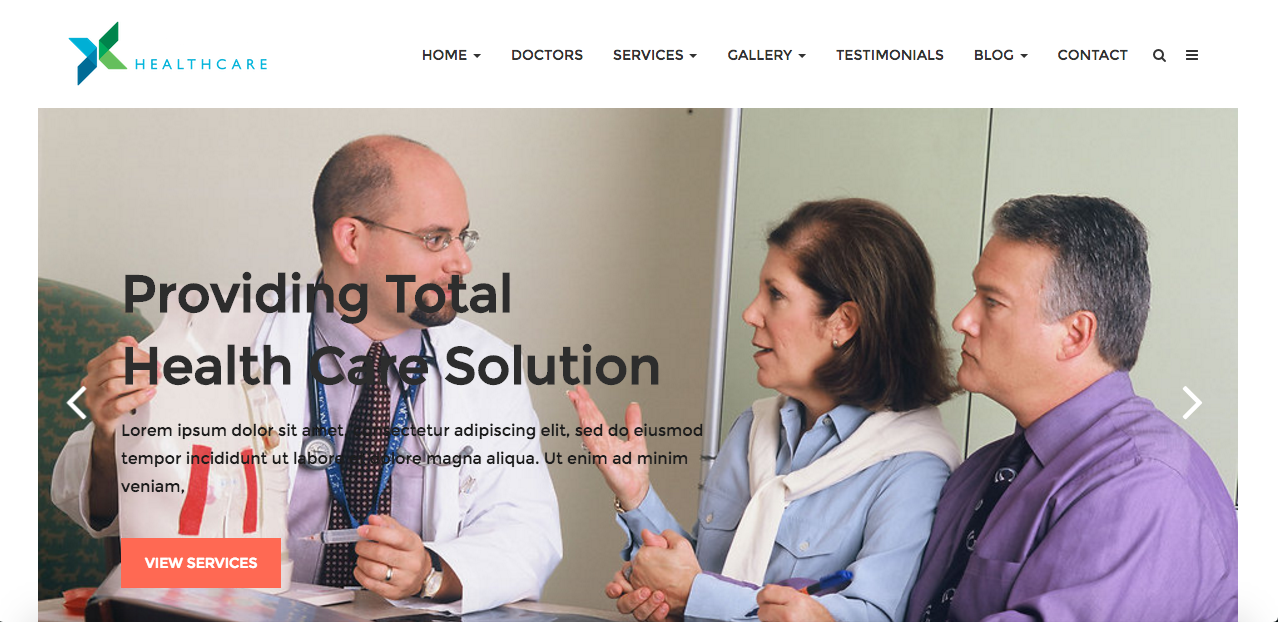 HEALTHCARE
HOME DOCTORS SERVICES GALLERY TESTIMONIALS BLOG CONTACT
Providing Total
Health Care Solution
Lorem ipsum dolor sit amet, consectetur adipiscing elit, sed do eiusmod
tempor incididunt ut labore et dolore magna aliqua. Ut enim ad minim
veniam,
VIEW SERVICES